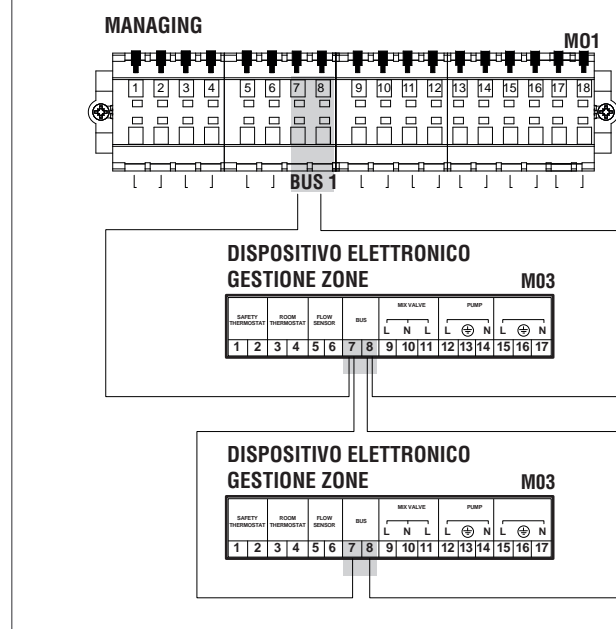 MANAGING
M01
1 2 3 4 5 6 7 8 9 10 11 12 13 14 15 16 17 18
BUS 1
DISPOSITIVO ELETTRONICO
GESTIONE ZONE M03
SAFETY THERMOSTAT ROOM THERMOSTAT FLOW SENSOR BUS MIX VALVE PUMP
L N L L N L N
1 2 3 4 5 6 7 8 9 10 11 12 13 14 15 16 17
DISPOSITIVO ELETTRONICO
GESTIONE ZONE M03
SAFETY THERMOSTAT ROOM THERMOSTAT FLOW SENSOR BUS MIX VALVE PUMP
L N L L N L N
1 2 3 4 5 6 7 8 9 10 11 12 13 14 15 16 17